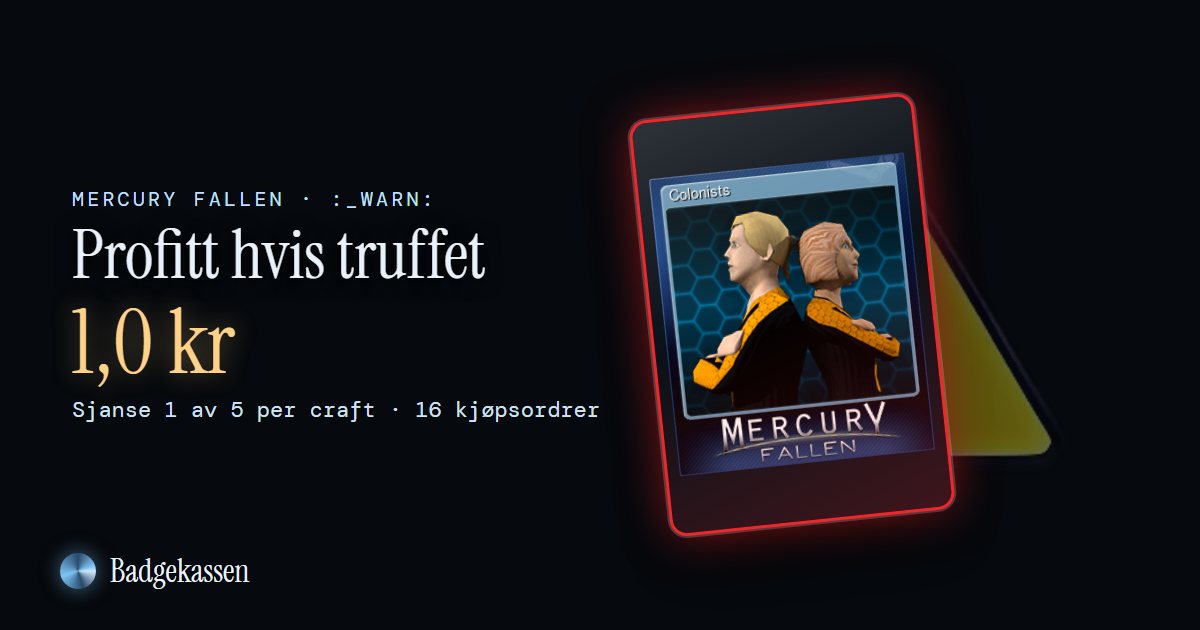 MERCURY FALLEN · :_WARN:
Profitt hvis truffet
1,0 kr
Sjanse 1 av 5 per craft · 16 kjøpsordrer
Colonists
MERCURY
FALLEN
Badgekassen